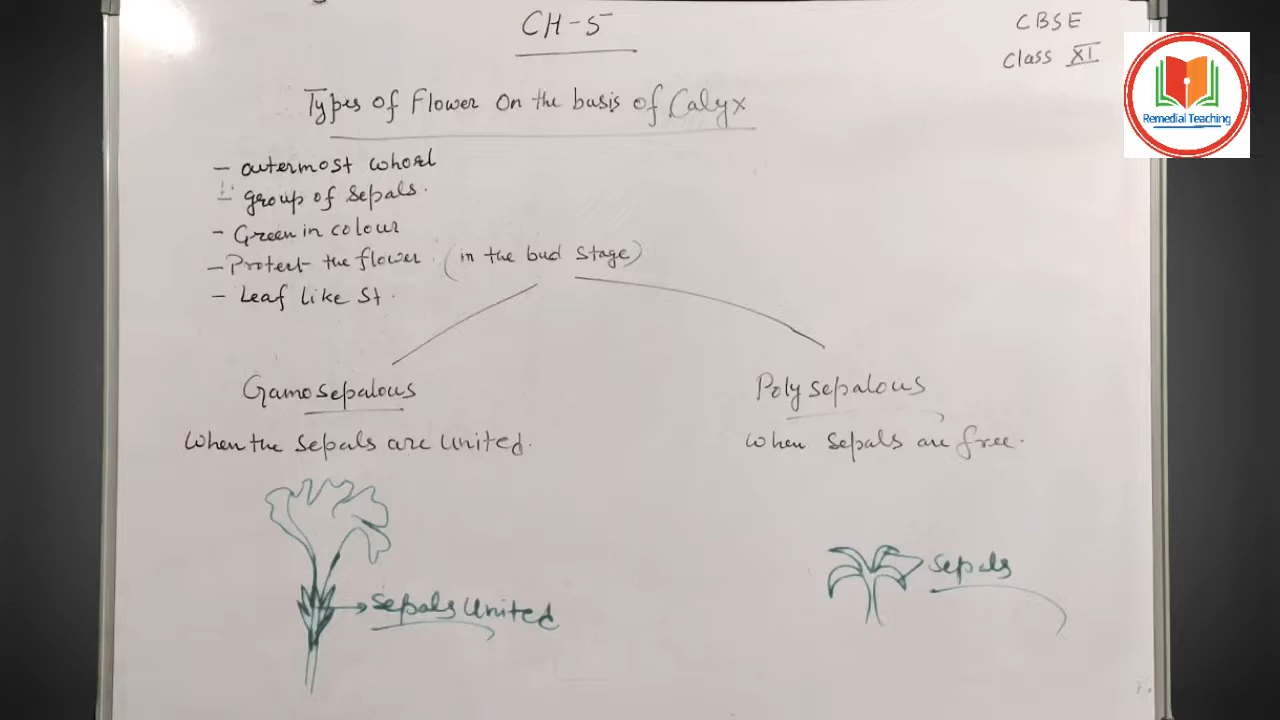 CH-5
CBSE
Class XI
Remedial Teaching
Types of Flower On the basis of Calyx
- outermost whorl
- group of sepals.
- Green in colour
- Protect the flower. (in the bud stage)
- Leaf like St.
Gamosepalous
When the sepals are united.
Polysepalous
when sepals are free.
Sepals United
Sepals